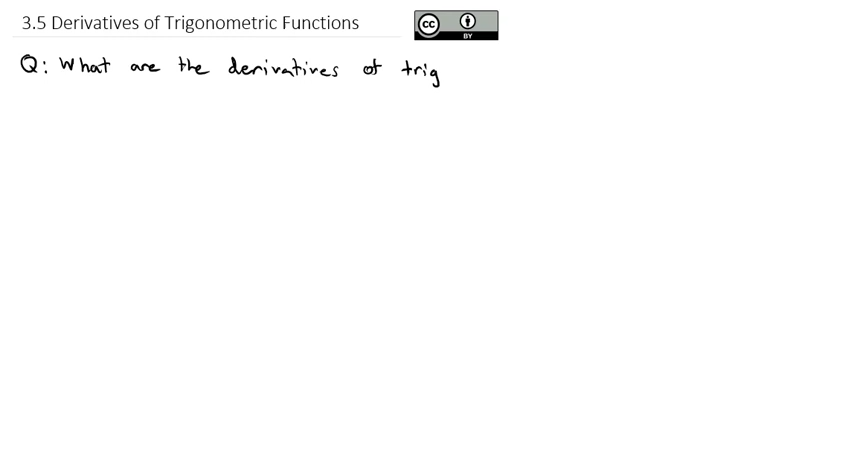 3.5 Derivatives of Trigonometric Functions
cc
BY
Q: What are the derivatives of trig